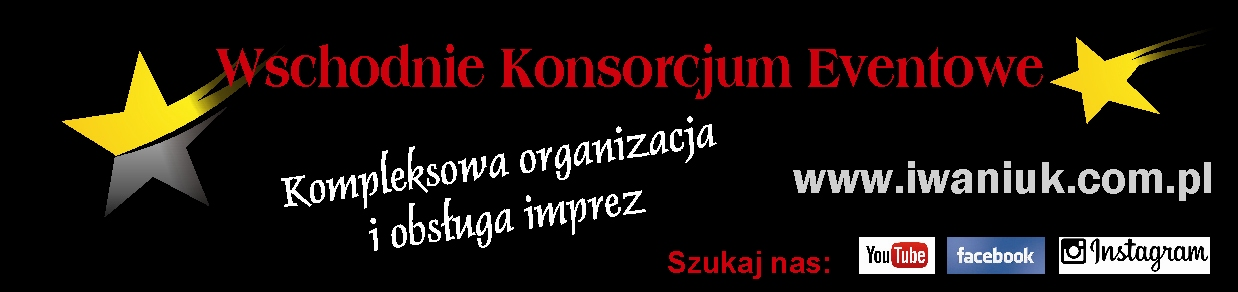 Wschodnie Konsorcjum Eventowe
Kompleksowa organizacja
i obsługa imprez
www.iwaniuk.com.pl
Szukaj nas: YouTube facebook Instagram